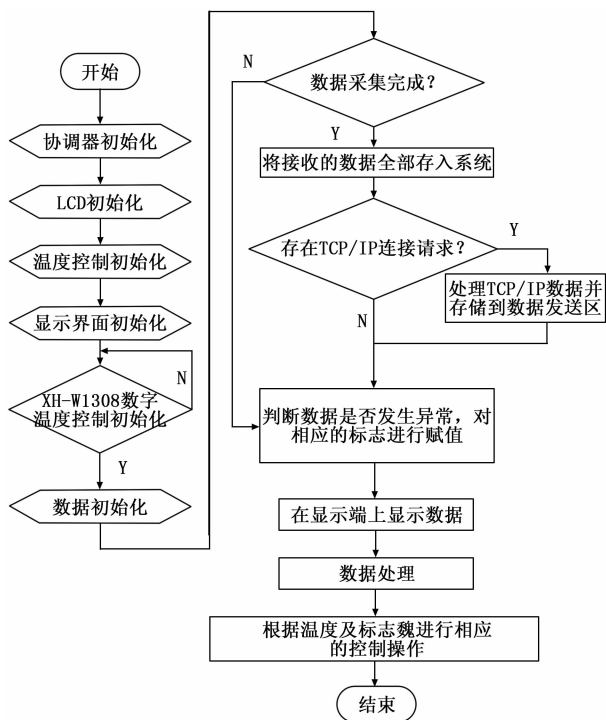 开始
协调器初始化
LCD初始化
温度控制初始化
显示界面初始化
N
XH-W1308数字
温度控制初始化
Y
数据初始化
数据采集完成？
N
Y
将接收的数据全部存入系统
存在TCP/IP连接请求？
Y
处理TCP/IP数据并
存储到数据发送区
N
判断数据是否发生异常，对
相应的标志进行赋值
在显示端上显示数据
数据处理
根据温度及标志魏进行相应
的控制操作
结束